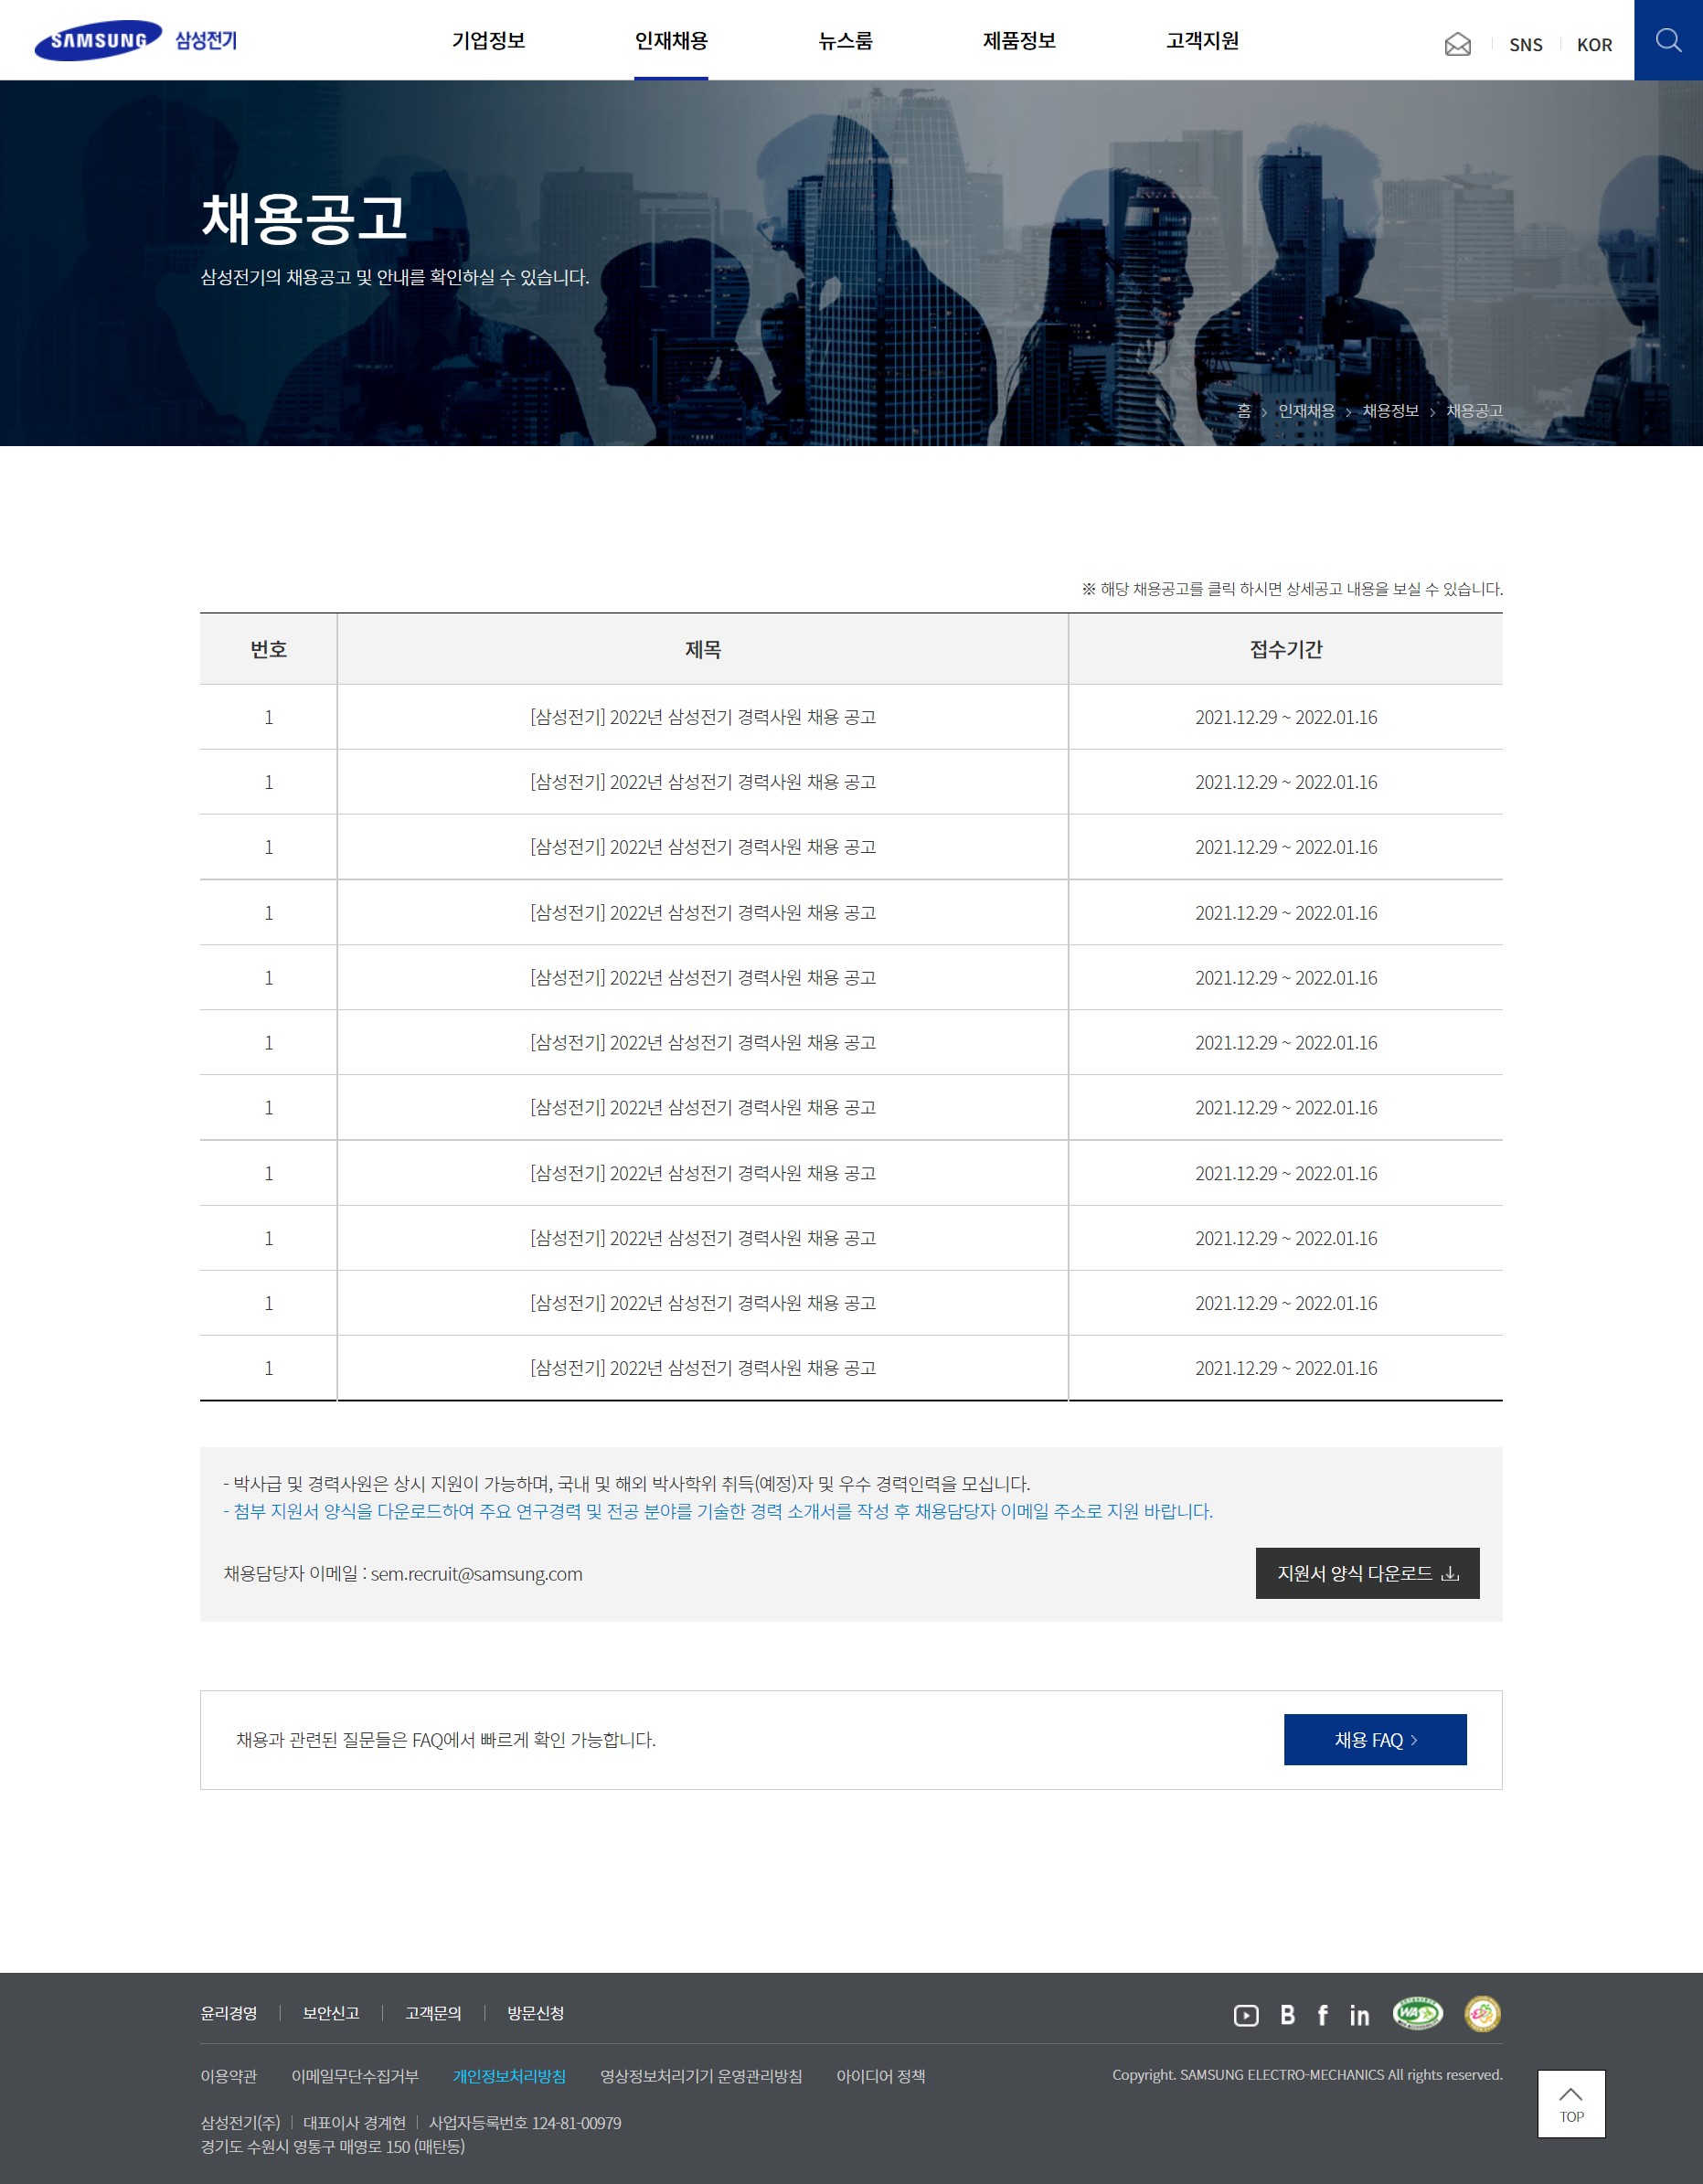 SAMSUNG 삼성전기
기업정보 인재채용 뉴스룸 제품정보 고객지원
SNS KOR
채용공고
삼성전기의 채용공고 및 안내를 확인하실 수 있습니다.
홈 > 인재채용 > 채용정보 > 채용공고
※ 해당 채용공고를 클릭 하시면 상세공고 내용을 보실 수 있습니다.
번호 제목 접수기간
1 [삼성전기] 2022년 삼성전기 경력사원 채용 공고 2021.12.29 ~ 2022.01.16
1 [삼성전기] 2022년 삼성전기 경력사원 채용 공고 2021.12.29 ~ 2022.01.16
1 [삼성전기] 2022년 삼성전기 경력사원 채용 공고 2021.12.29 ~ 2022.01.16
1 [삼성전기] 2022년 삼성전기 경력사원 채용 공고 2021.12.29 ~ 2022.01.16
1 [삼성전기] 2022년 삼성전기 경력사원 채용 공고 2021.12.29 ~ 2022.01.16
1 [삼성전기] 2022년 삼성전기 경력사원 채용 공고 2021.12.29 ~ 2022.01.16
1 [삼성전기] 2022년 삼성전기 경력사원 채용 공고 2021.12.29 ~ 2022.01.16
1 [삼성전기] 2022년 삼성전기 경력사원 채용 공고 2021.12.29 ~ 2022.01.16
1 [삼성전기] 2022년 삼성전기 경력사원 채용 공고 2021.12.29 ~ 2022.01.16
1 [삼성전기] 2022년 삼성전기 경력사원 채용 공고 2021.12.29 ~ 2022.01.16
1 [삼성전기] 2022년 삼성전기 경력사원 채용 공고 2021.12.29 ~ 2022.01.16
- 박사급 및 경력사원은 상시 지원이 가능하며, 국내 및 해외 박사학위 취득(예정)자 및 우수 경력인력을 모십니다.
- 첨부 지원서 양식을 다운로드하여 주요 연구경력 및 전공 분야를 기술한 경력 소개서를 작성 후 채용담당자 이메일 주소로 지원 바랍니다.
채용담당자 이메일 : sem.recruit@samsung.com 지원서 양식 다운로드
채용과 관련된 질문들은 FAQ에서 빠르게 확인 가능합니다. 채용 FAQ >
윤리경영 보안신고 고객문의 방문신청 B f in WA
이용약관 이메일무단수집거부 개인정보처리방침 영상정보처리기기 운영관리방침 아이디어 정책 Copyright. SAMSUNG ELECTRO-MECHANICS All rights reserved.
TOP
삼성전기(주) 대표이사 경계현 사업자등록번호 124-81-00979
경기도 수원시 영통구 매영로 150 (매탄동)